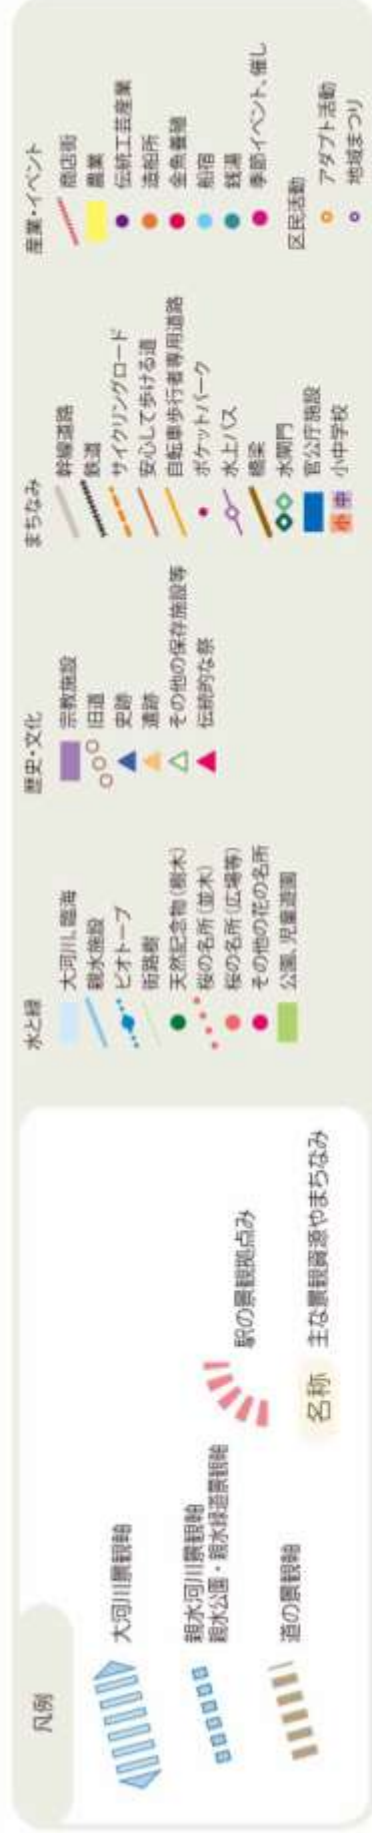 凡例
大河川景観軸
親水河川景観軸
親水公園・親水緑道景観軸
道の景観軸
駅の景観拠点み
名称 主な景観資源やまちなみ
水と緑
大河川、臨海
親水施設
ビオトープ
街路樹
天然記念物(樹木)
桜の名所(並木)
桜の名所(広場等)
その他の花の名所
公園、児童遊園
歴史・文化
宗教施設
旧道
史跡
遺跡
その他の保存施設等
伝統的な祭
まちなみ
幹線道路
鉄道
サイクリングロード
安心して歩ける道
自転車歩行者専用道路
ポケットパーク
水上バス
橋梁
水閘門
官公庁施設
小 中 小中学校
産業・イベント
商店街
農業
伝統工芸産業
造船所
金魚養殖
船宿
銭湯
季節イベント、催し
区民活動
アダプト活動
地域まつり